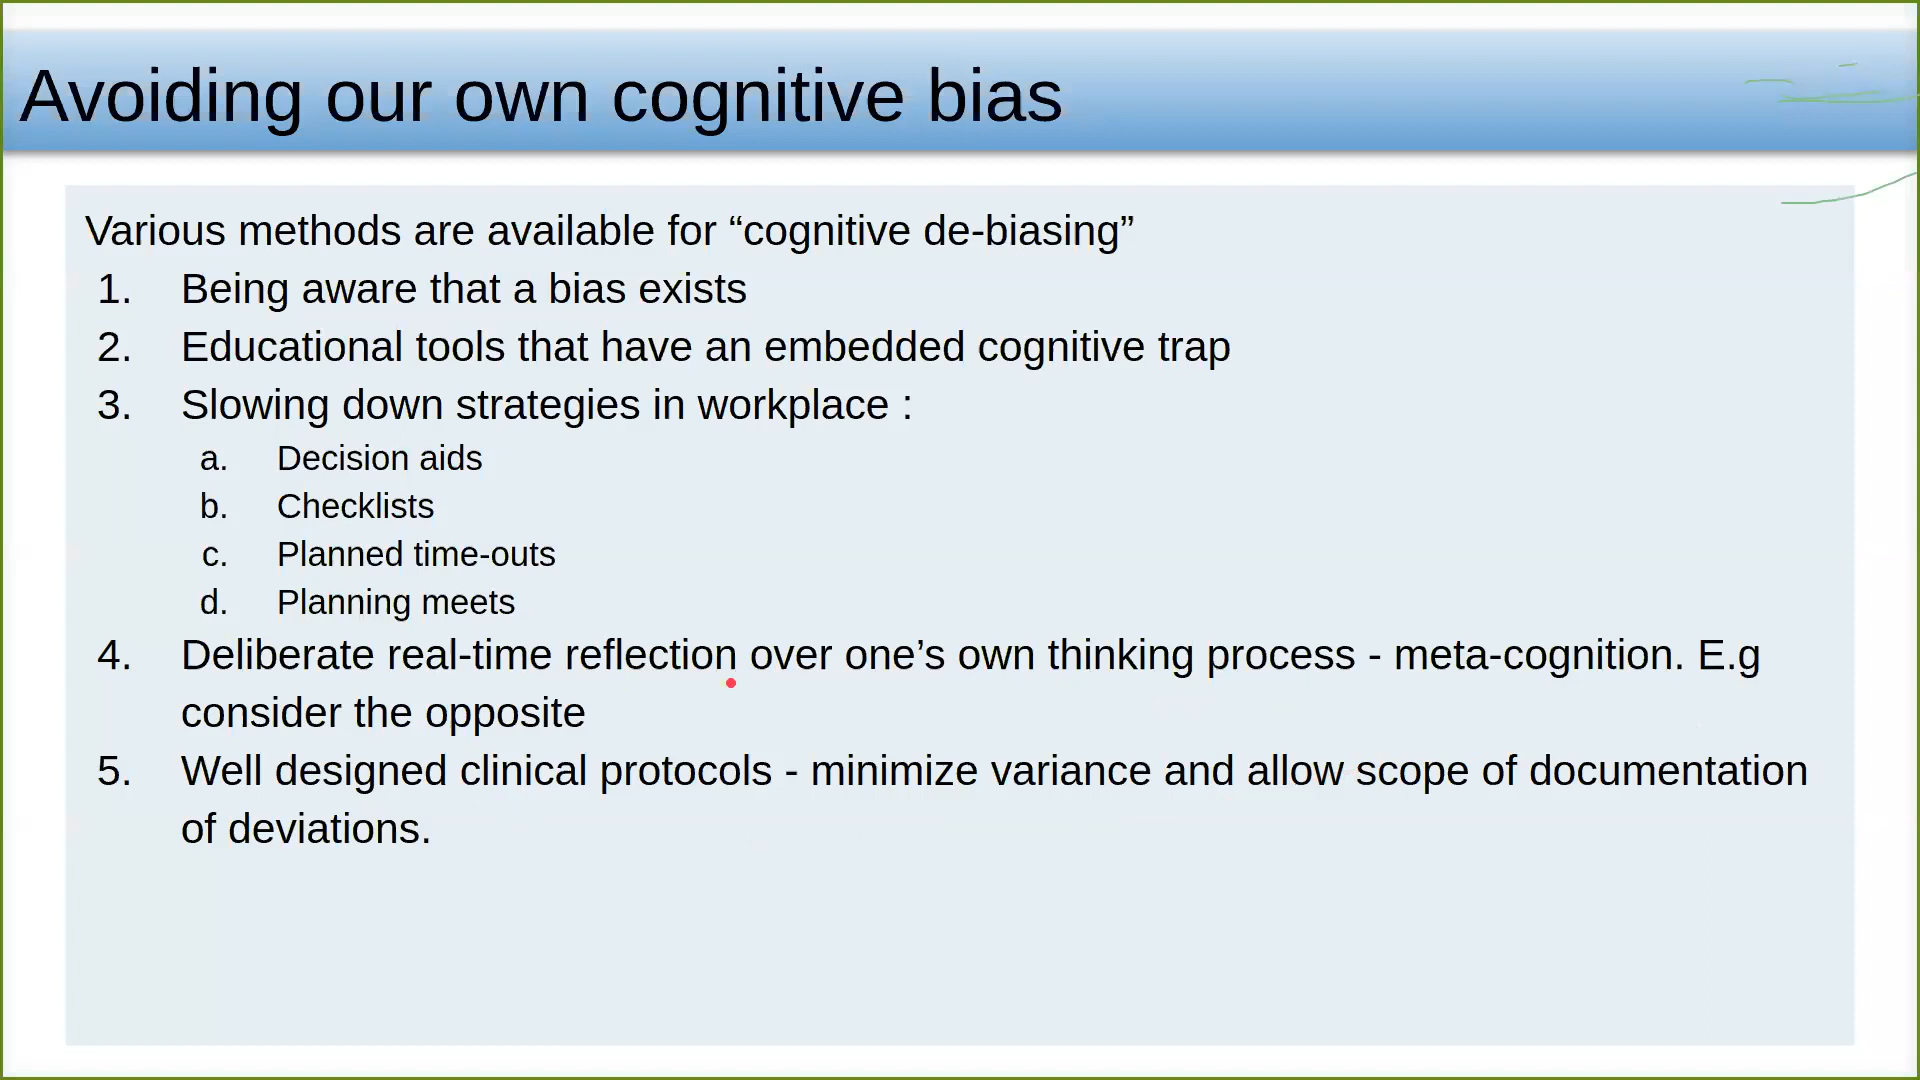 Avoiding our own cognitive bias
Various methods are available for “cognitive de-biasing”
1. Being aware that a bias exists
2. Educational tools that have an embedded cognitive trap
3. Slowing down strategies in workplace :
a. Decision aids
b. Checklists
c. Planned time-outs
d. Planning meets
4. Deliberate real-time reflection over one’s own thinking process - meta-cognition. E.g
consider the opposite
5. Well designed clinical protocols - minimize variance and allow scope of documentation
of deviations.